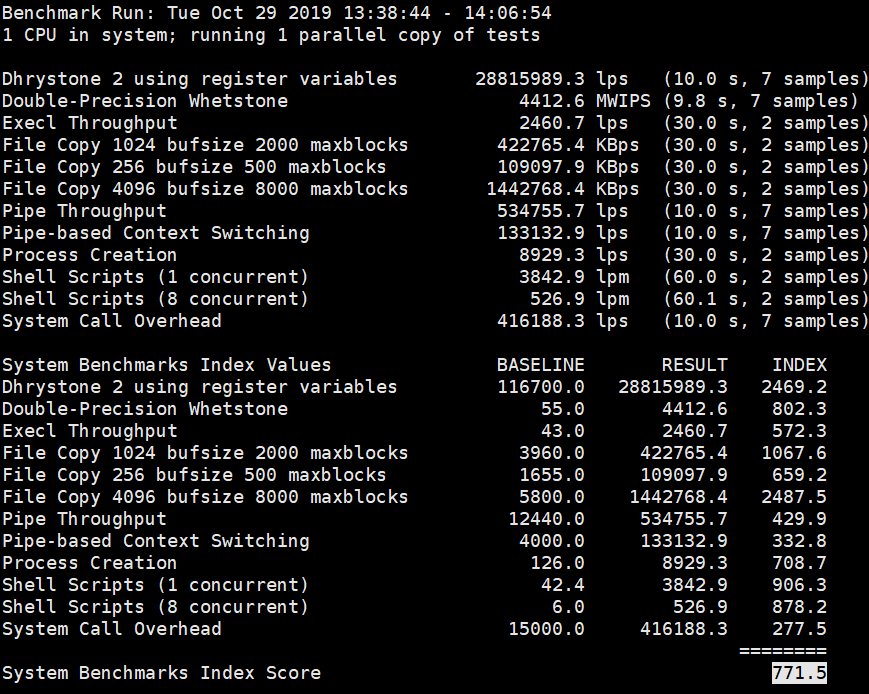 Benchmark Run: Tue Oct 29 2019 13:38:44 - 14:06:54
1 CPU in system; running 1 parallel copy of tests
Dhrystone 2 using register variables 28815989.3 lps (10.0 s, 7 samples)
Double-Precision Whetstone 4412.6 MWIPS (9.8 s, 7 samples)
Execl Throughput 2460.7 lps (30.0 s, 2 samples)
File Copy 1024 bufsize 2000 maxblocks 422765.4 KBps (30.0 s, 2 samples)
File Copy 256 bufsize 500 maxblocks 109097.9 KBps (30.0 s, 2 samples)
File Copy 4096 bufsize 8000 maxblocks 1442768.4 KBps (30.0 s, 2 samples)
Pipe Throughput 534755.7 lps (10.0 s, 7 samples)
Pipe-based Context Switching 133132.9 lps (10.0 s, 7 samples)
Process Creation 8929.3 lps (30.0 s, 2 samples)
Shell Scripts (1 concurrent) 3842.9 lpm (60.0 s, 2 samples)
Shell Scripts (8 concurrent) 526.9 lpm (60.1 s, 2 samples)
System Call Overhead 416188.3 lps (10.0 s, 7 samples)
System Benchmarks Index Values BASELINE RESULT INDEX
Dhrystone 2 using register variables 116700.0 28815989.3 2469.2
Double-Precision Whetstone 55.0 4412.6 802.3
Execl Throughput 43.0 2460.7 572.3
File Copy 1024 bufsize 2000 maxblocks 3960.0 422765.4 1067.6
File Copy 256 bufsize 500 maxblocks 1655.0 109097.9 659.2
File Copy 4096 bufsize 8000 maxblocks 5800.0 1442768.4 2487.5
Pipe Throughput 12440.0 534755.7 429.9
Pipe-based Context Switching 4000.0 133132.9 332.8
Process Creation 126.0 8929.3 708.7
Shell Scripts (1 concurrent) 42.4 3842.9 906.3
Shell Scripts (8 concurrent) 6.0 526.9 878.2
System Call Overhead 15000.0 416188.3 277.5
========
System Benchmarks Index Score 771.5